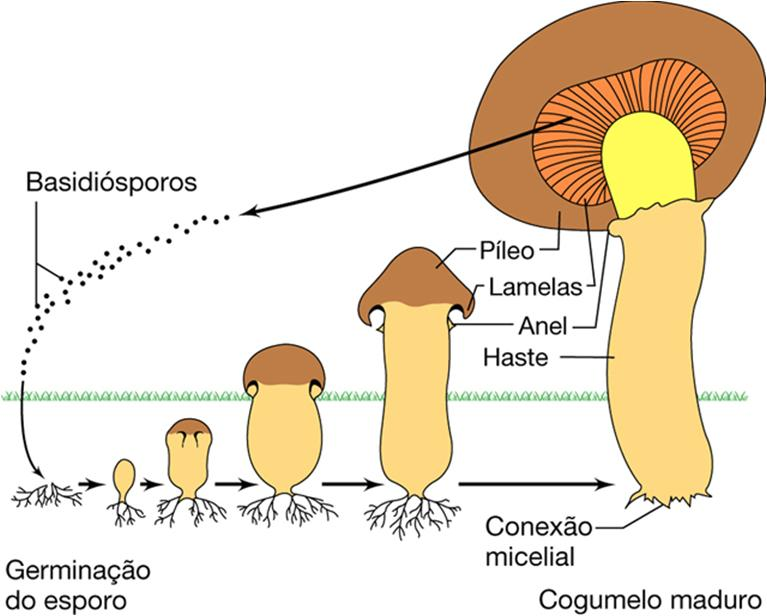 Basidiósporos
Píleo
Lamelas
Anel
Haste
Conexão
micelial
Germinação
do esporo
Cogumelo maduro